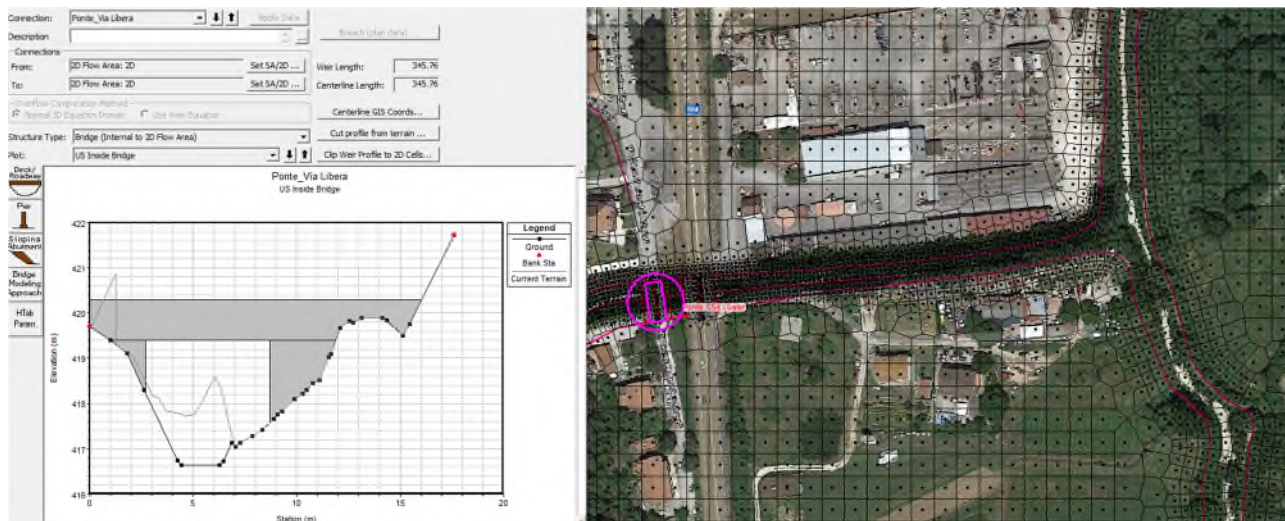 Connection: Ponte_Via Libera Apply Data
Description Breach (plan data) ...
Connections
From: 2D Flow Area: 2D Set SA/2D ... Weir Length: 345.76
To: 2D Flow Area: 2D Set SA/2D ... Centerline Length: 345.76
Overflow Computation Method
Normal 2D Equation Domain Use Weir Equation Centerline GIS Coords...
Structure Type: Bridge (Internal to 2D Flow Area) Cut profile from terrain ...
Plot: US Inside Bridge Clip Weir Profile to 2D Cells...
Deck/
Roadway
Pier
Sloping
Abutment
Bridge
Modeling
Approach
HTab
Param.
Ponte_Via Libera
US Inside Bridge
Legend
Ground
Bank Sta
Current Terrain
Elevation (m)
422
421
420
419
418
417
416
0 5 10 15 20
Station (m)